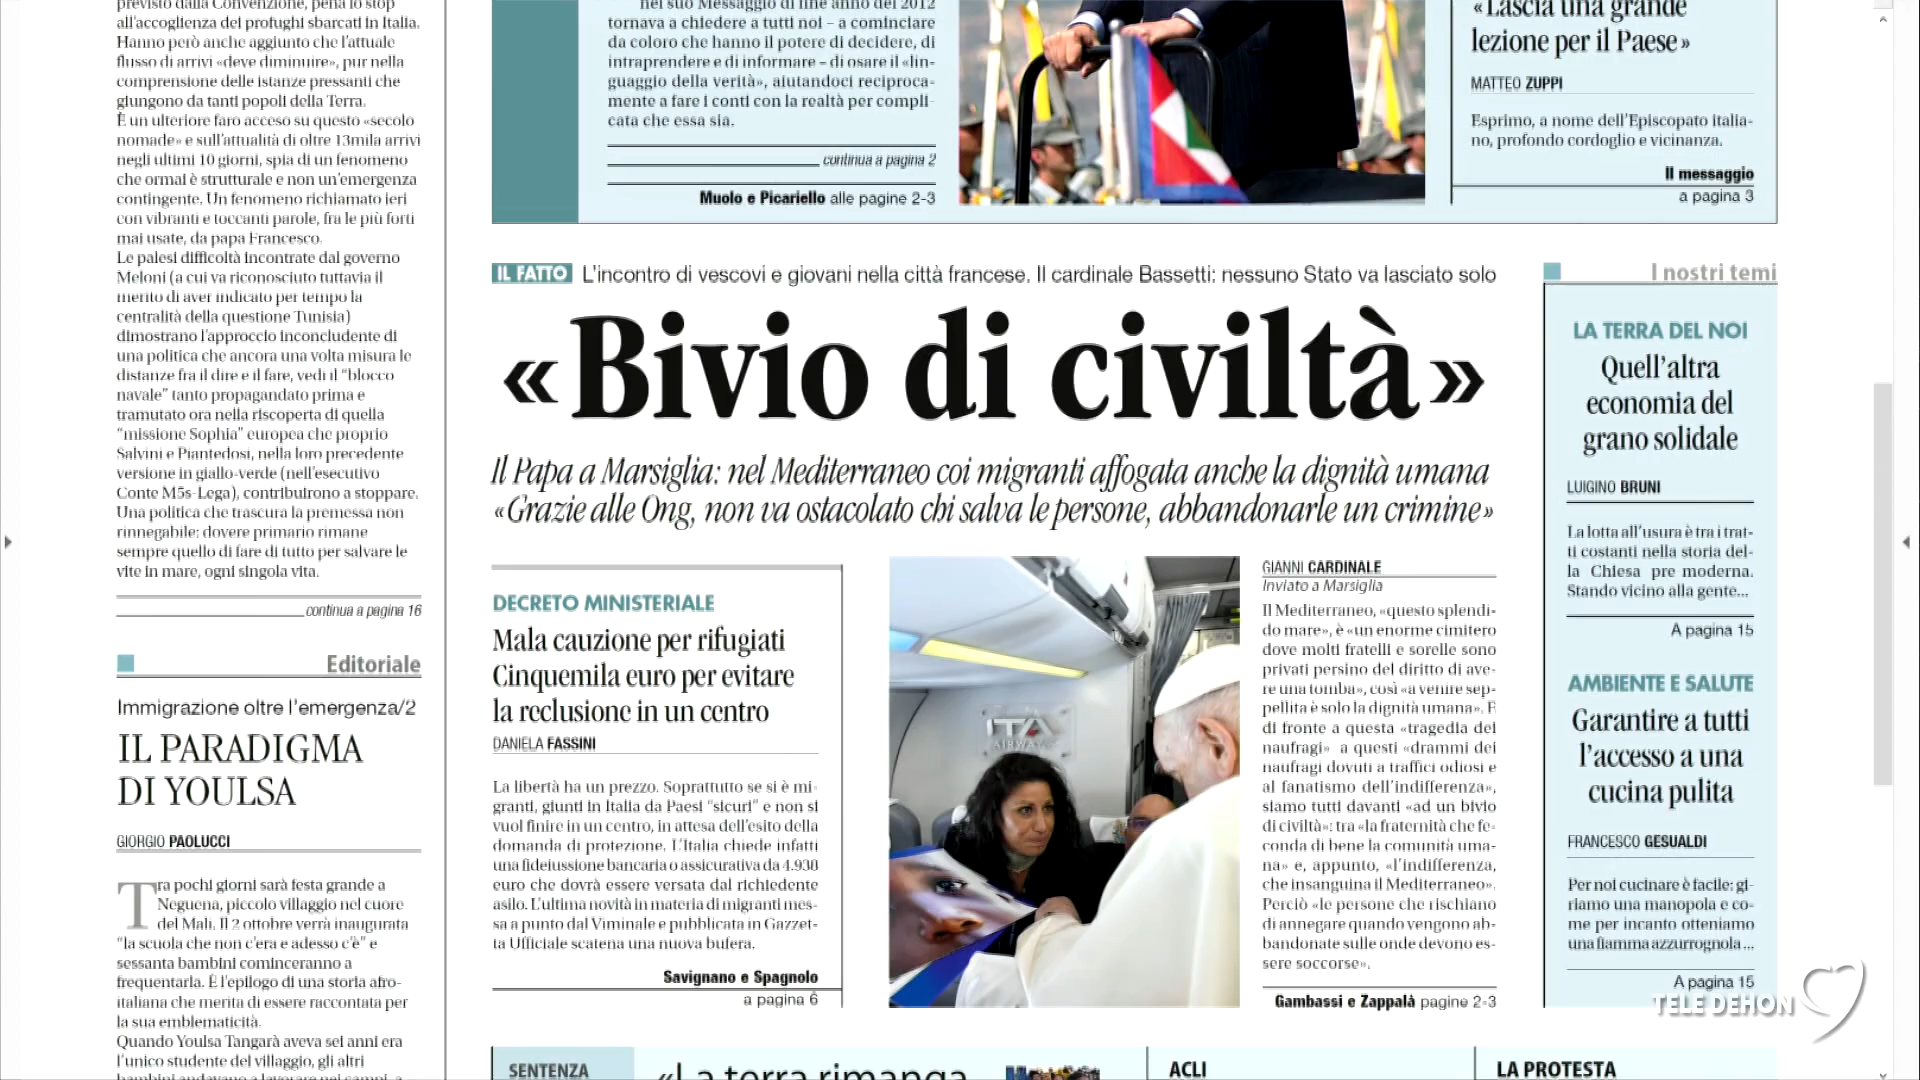 previsto dalla Convenzione, pena lo stop
all'accoglienza dei profughi sbarcati in Italia.
Hanno però anche aggiunto che l'attuale
flusso di arrivi «deve diminuire», pur nella
comprensione delle istanze pressanti che
giungono da tanti popoli della Terra.
È un ulteriore faro acceso su questo «secolo
nomade» e sull'attualità di oltre 13mila arrivi
negli ultimi 10 giorni, spia di un fenomeno
che ormai è strutturale e non un'emergenza
contingente. Un fenomeno richiamato ieri
con vibranti e toccanti parole, fra le più forti
mai usate, da papa Francesco.
Le palesi difficoltà incontrate dal governo
Meloni (a cui va riconosciuto tuttavia il
merito di aver indicato per tempo la
centralità della questione Tunisia)
dimostrano l'approccio inconcludente di
una politica che ancora una volta misura le
distanze fra il dire e il fare, vedi il "blocco
navale" tanto propagandato prima e
tramutato ora nella riscoperta di quella
"missione Sophia" europea che proprio
Salvini e Piantedosi, nella loro precedente
versione in giallo-verde (nell'esecutivo
Conte M5s-Lega), contribuirono a stoppare.
Una politica che trascura la premessa non
rinnegabile: dovere primario rimane
sempre quello di fare di tutto per salvare le
vite in mare, ogni singola vita.
continua a pagina 16
Editoriale
Immigrazione oltre l'emergenza/2
IL PARADIGMA
DI YOULSA
GIORGIO PAOLUCCI
Tra pochi giorni sarà festa grande a
Neguena, piccolo villaggio nel cuore
del Mali. Il 2 ottobre verrà inaugurata
"la scuola che non c'era e adesso c'è" e
sessanta bambini cominceranno a
frequentarla. È l'epilogo di una storia afro-
italiana che merita di essere raccontata per
la sua emblematicità.
Quando Youlsa Tangarà aveva sei anni era
l'unico studente del villaggio, gli altri
bambini andavano a lavorare nei campi, a
nel suo Messaggio di fine anno del 2012
tornava a chiedere a tutti noi – a cominciare
da coloro che hanno il potere di decidere, di
intraprendere e di informare – di osare il «lin-
guaggio della verità», aiutandoci reciproca-
mente a fare i conti con la realtà per compli-
cata che essa sia.
continua a pagina 2
Muolo e Picariello alle pagine 2-3
«Lascia una grande
lezione per il Paese»
MATTEO ZUPPI
Esprimo, a nome dell'Episcopato italia-
no, profondo cordoglio e vicinanza.
Il messaggio
a pagina 3
IL FATTO L'incontro di vescovi e giovani nella città francese. Il cardinale Bassetti: nessuno Stato va lasciato solo
«Bivio di civiltà»
Il Papa a Marsiglia: nel Mediterraneo coi migranti affogata anche la dignità umana
«Grazie alle Ong, non va ostacolato chi salva le persone, abbandonarle un crimine»
DECRETO MINISTERIALE
Mala cauzione per rifugiati
Cinquemila euro per evitare
la reclusione in un centro
DANIELA FASSINI
La libertà ha un prezzo. Soprattutto se si è mi-
granti, giunti in Italia da Paesi "sicuri" e non si
vuol finire in un centro, in attesa dell'esito della
domanda di protezione. L'Italia chiede infatti
una fideiussione bancaria o assicurativa da 4.938
euro che dovrà essere versata dal richiedente
asilo. L'ultima novità in materia di migranti mes-
sa a punto dal Viminale e pubblicata in Gazzet-
ta Ufficiale scatena una nuova bufera.
Savignano e Spagnolo
a pagina 6
ITA
AIRWAYS
GIANNI CARDINALE
Inviato a Marsiglia
Il Mediterraneo, «questo splendi-
do mare», è «un enorme cimitero
dove molti fratelli e sorelle sono
privati persino del diritto di ave-
re una tomba», così «a venire sep-
pellita è solo la dignità umana». E
di fronte a questa «tragedia dei
naufragi» a questi «drammi dei
naufragi dovuti a traffici odiosi e
al fanatismo dell'indifferenza»,
siamo tutti davanti «ad un bivio
di civiltà»: tra «la fraternità che fe-
conda di bene la comunità uma-
na» e, appunto, «l'indifferenza,
che insanguina il Mediterraneo».
Perciò «le persone che rischiano
di annegare quando vengono ab-
bandonate sulle onde devono es-
sere soccorse».
Gambassi e Zappalà pagine 2-3
I nostri temi
LA TERRA DEL NOI
Quell'altra
economia del
grano solidale
LUIGINO BRUNI
La lotta all'usura è tra i trat-
ti costanti nella storia del-
la Chiesa pre moderna.
Stando vicino alla gente...
A pagina 15
AMBIENTE E SALUTE
Garantire a tutti
l'accesso a una
cucina pulita
FRANCESCO GESUALDI
Per noi cucinare è facile: gi-
riamo una manopola e co-
me per incanto otteniamo
una fiamma azzurrognola ...
A pagina 15
TELE DEHON
SENTENZA
«La terra rimanga
ACLI
LA PROTESTA